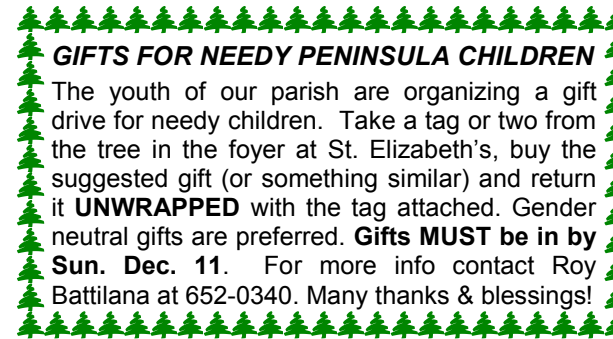 GIFTS FOR NEEDY PENINSULA CHILDREN
The youth of our parish are organizing a gift
drive for needy children. Take a tag or two from
the tree in the foyer at St. Elizabeth’s, buy the
suggested gift (or something similar) and return
it UNWRAPPED with the tag attached. Gender
neutral gifts are preferred. Gifts MUST be in by
Sun. Dec. 11. For more info contact Roy
Battilana at 652-0340. Many thanks & blessings!